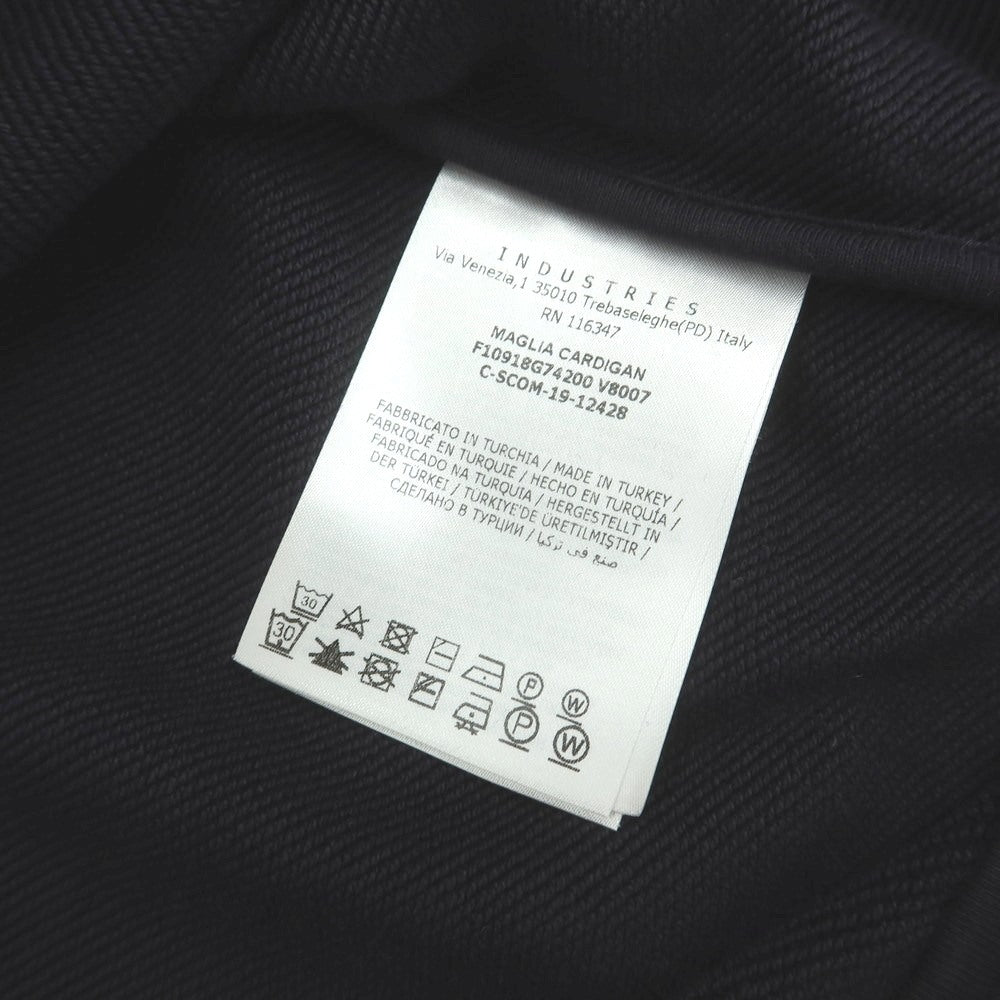 INDUSTRIES
Via Venezia,1 35010 Trebaseleghe(PD) Italy
RN 116347
MAGLIA CARDIGAN
F10918G74200 V8007
C-SCOM-19-12428
FABBRICATO IN TURCHIA / MADE IN TURKEY /
FABRIQUÉ EN TURQUIE / HECHO EN TURQUÍA /
FABRICADO NA TURQUIA / HERGESTELLT IN
DER TÜRKEI / TÜRKIYE'DE ÜRETILMIŞTIR /
СДЕЛАНО В ТУРЦИИ / صنع في تركيا
30 P W
30 P W